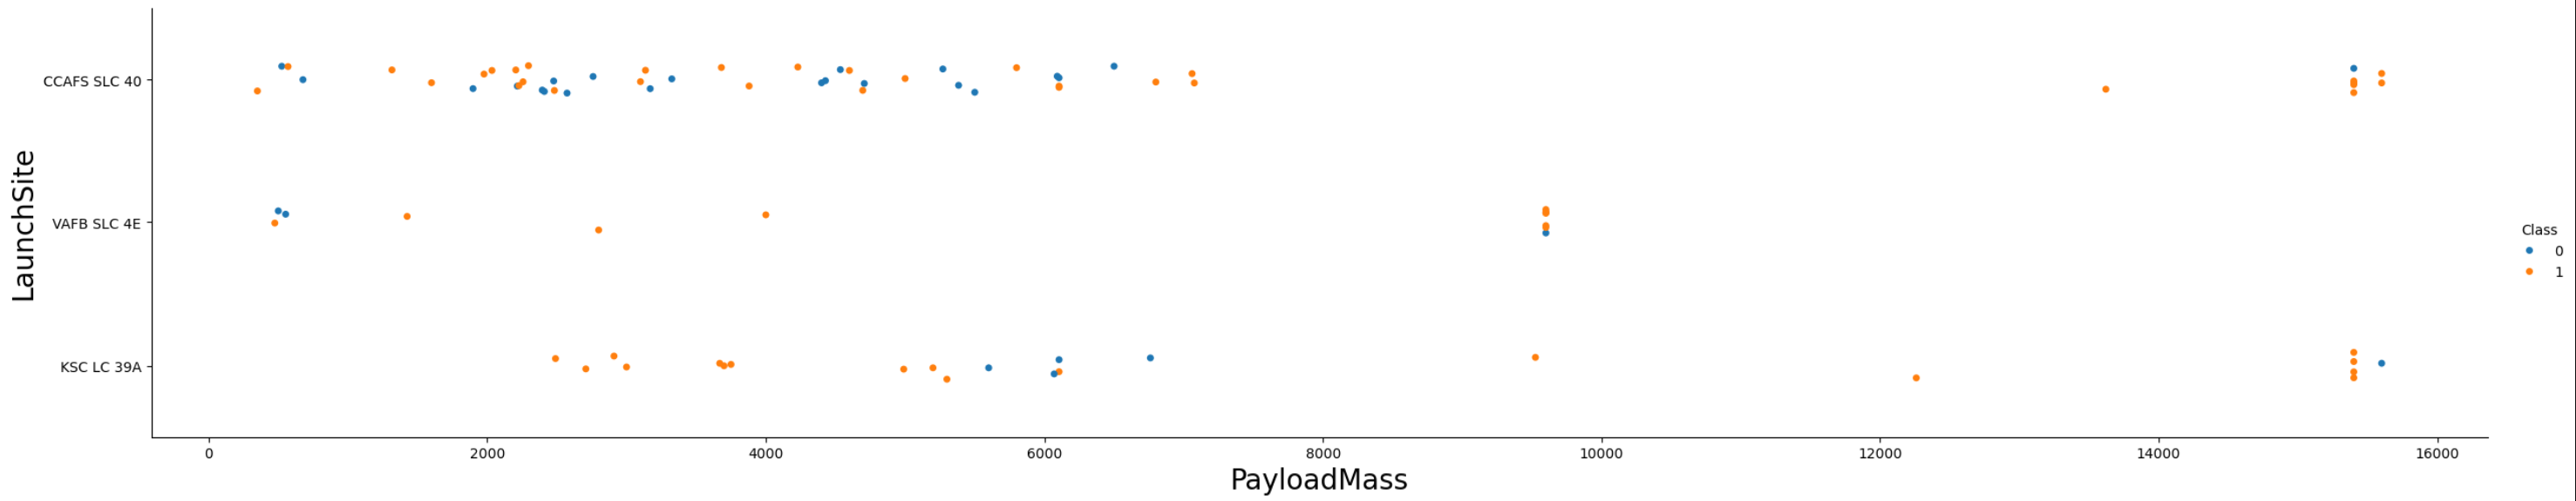 LaunchSite
CCAFS SLC 40
VAFB SLC 4E
KSC LC 39A
0 2000 4000 6000 8000 10000 12000 14000 16000
PayloadMass
Class
0
1